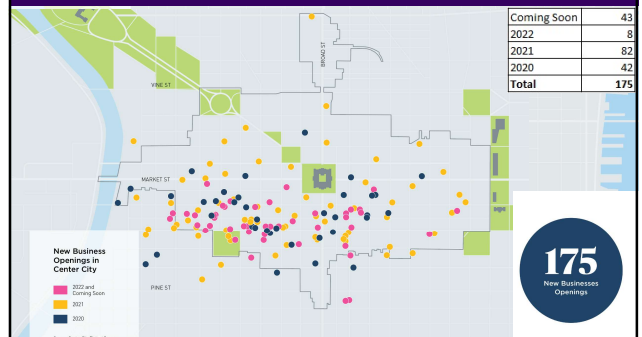 Coming Soon 43
2022 8
2021 82
2020 42
Total 175
BROAD ST
VINE ST
MARKET ST
PINE ST
New Business
Openings in
Center City
2022 and
Coming Soon
2021
2020
175
New Businesses
Openings